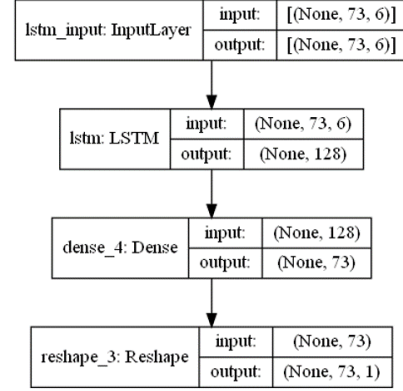 lstm_input: InputLayer
input: [(None, 73, 6)]
output: [(None, 73, 6)]
lstm: LSTM
input: (None, 73, 6)
output: (None, 128)
dense_4: Dense
input: (None, 128)
output: (None, 73)
reshape_3: Reshape
input: (None, 73)
output: (None, 73, 1)